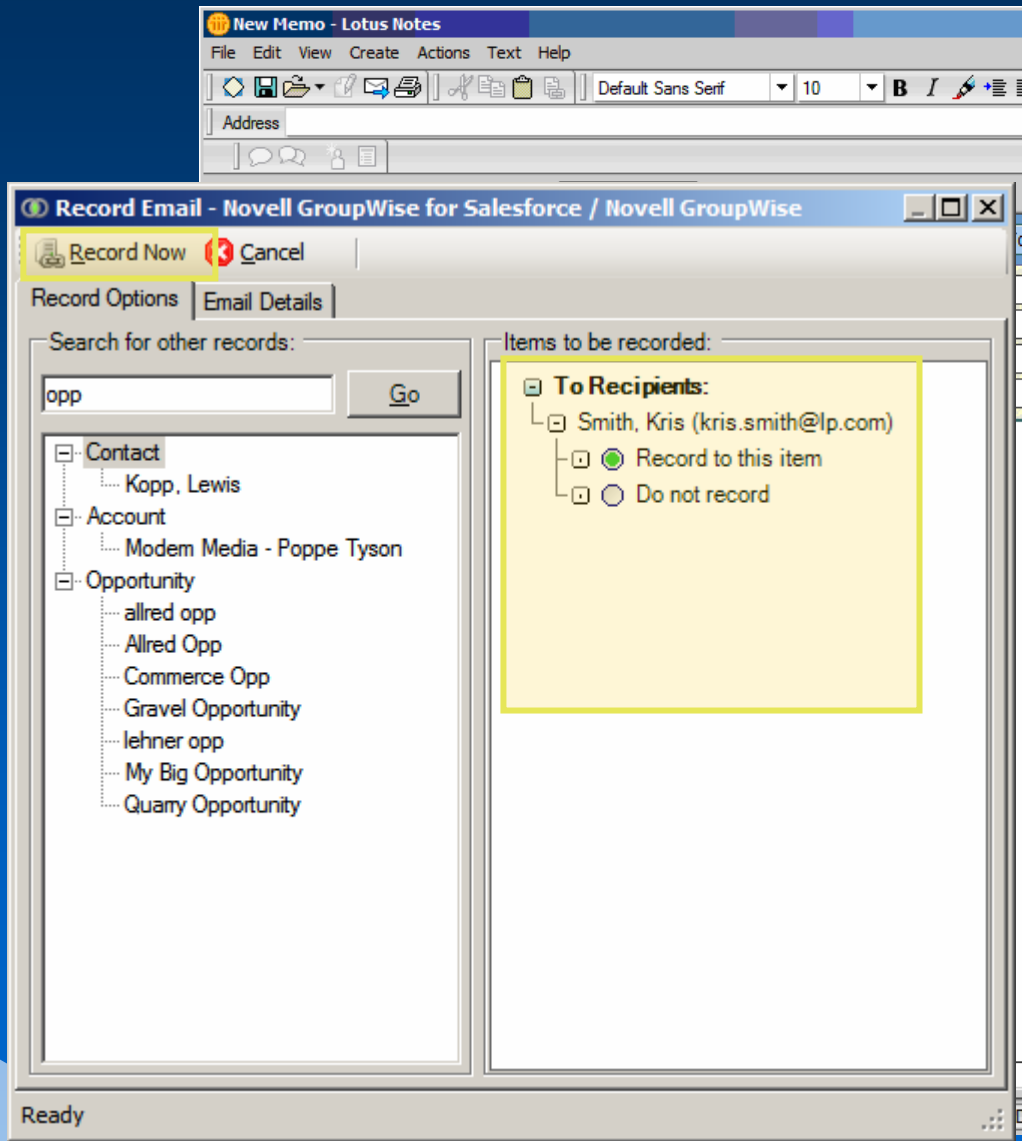 New Memo - Lotus Notes
File Edit View Create Actions Text Help
Default Sans Serif 10 B I
Address
Record Email - Novell GroupWise for Salesforce / Novell GroupWise
Record Now Cancel
Record Options Email Details
Search for other records:
opp Go
Contact
Kopp, Lewis
Account
Modem Media - Poppe Tyson
Opportunity
allred opp
Allred Opp
Commerce Opp
Gravel Opportunity
lehner opp
My Big Opportunity
Quarry Opportunity
Items to be recorded:
To Recipients:
Smith, Kris (kris.smith@lp.com)
Record to this item
Do not record
Ready